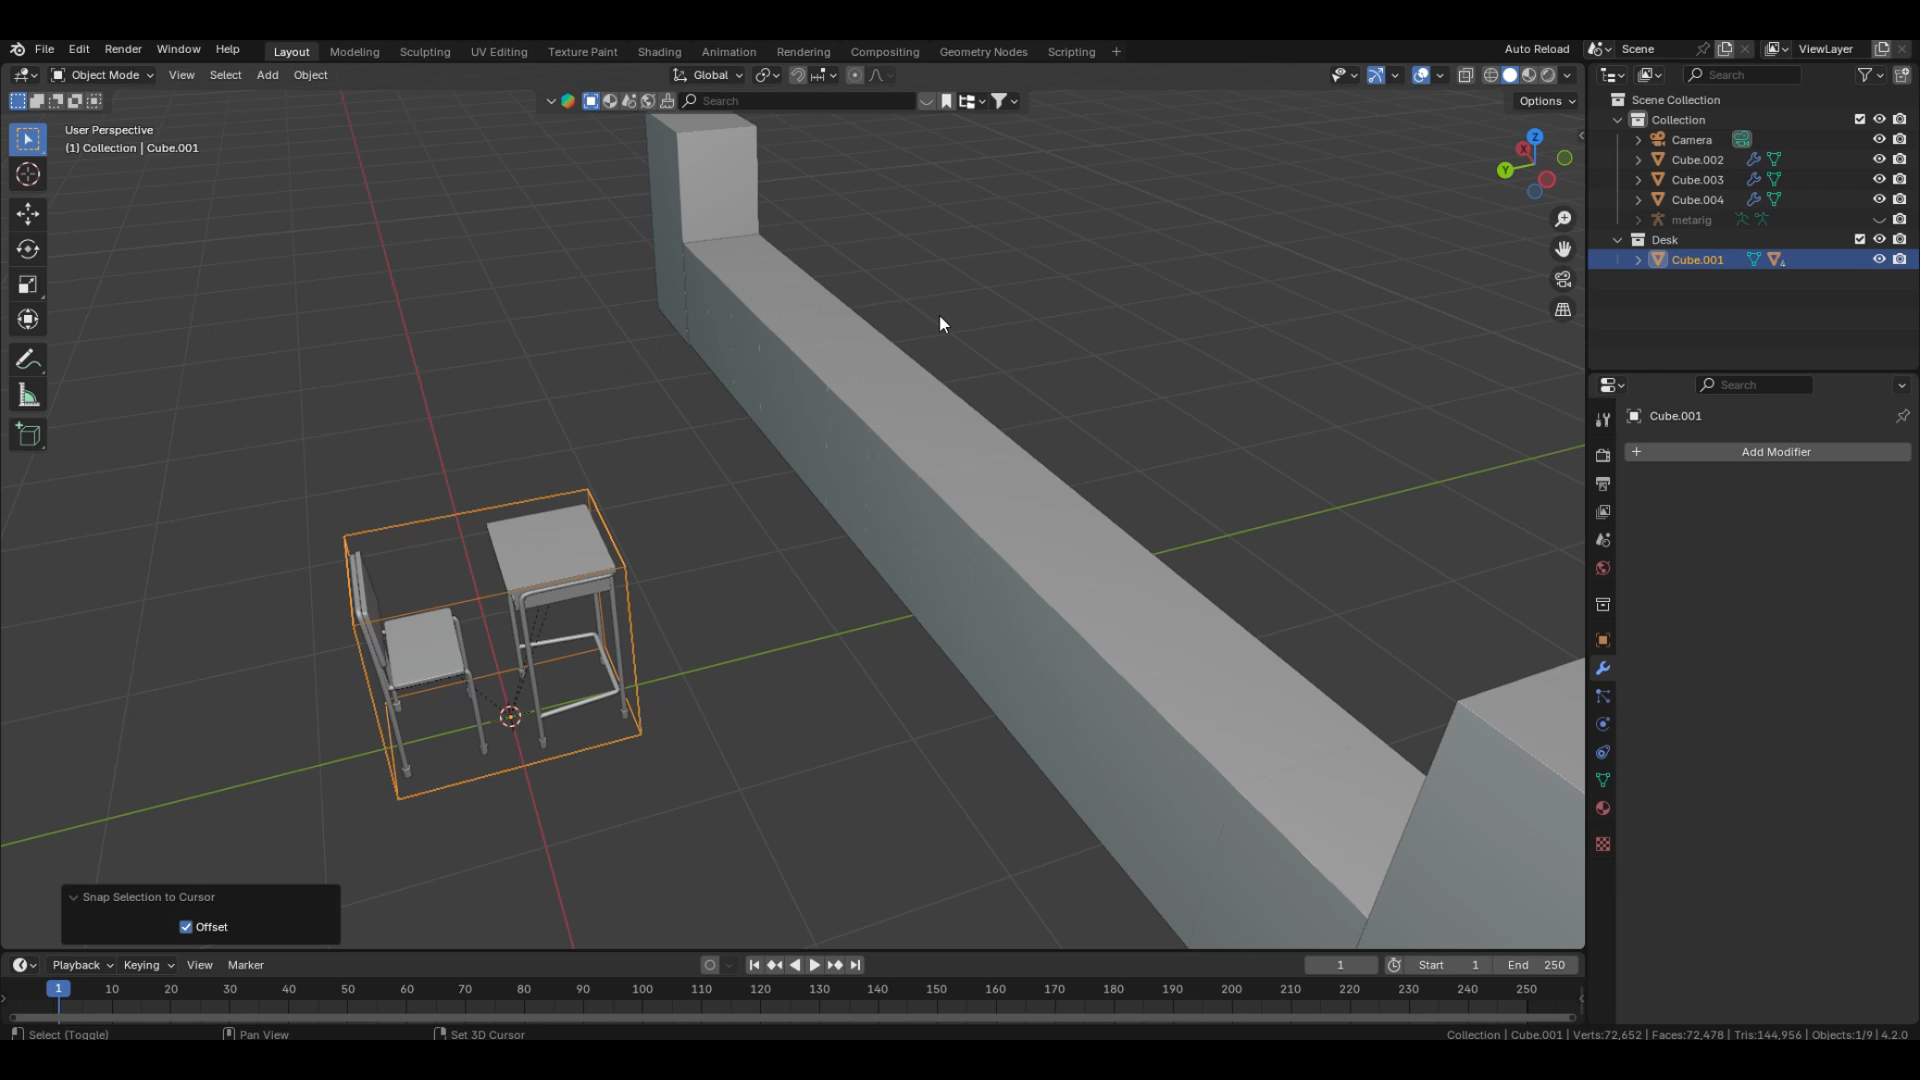 File Edit Render Window Help Layout Modeling Sculpting UV Editing Texture Paint Shading Animation Rendering Compositing Geometry Nodes Scripting + Auto Reload Scene ViewLayer
Object Mode View Select Add Object Global Search
Search Options
User Perspective
(1) Collection | Cube.001
Z
X
Y
Scene Collection
Collection
Camera
Cube.002
Cube.003
Cube.004
metarig
Desk
Cube.001 4
Search
Cube.001
+ Add Modifier
Snap Selection to Cursor
Offset
Playback Keying View Marker 1 Start 1 End 250
1 10 20 30 40 50 60 70 80 90 100 110 120 130 140 150 160 170 180 190 200 210 220 230 240 250
Select (Toggle) Pan View Set 3D Cursor Collection | Cube.001 | Verts:72,652 | Faces:72,478 | Tris:144,956 | Objects:1/9 | 4.2.0